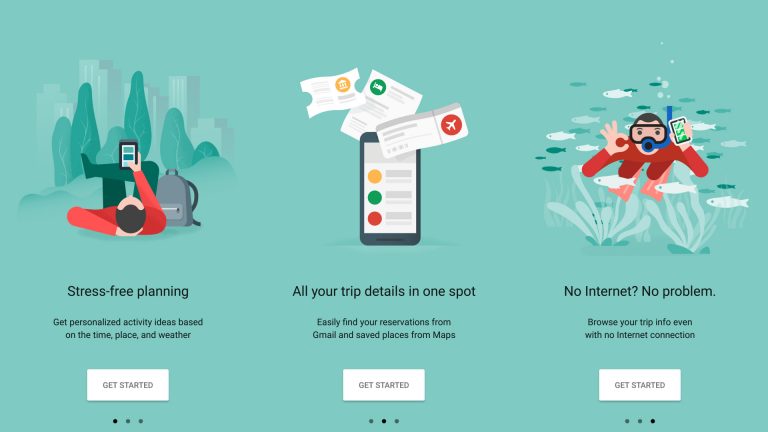 Stress-free planning
Get personalized activity ideas based
on the time, place, and weather
GET STARTED
All your trip details in one spot
Easily find your reservations from
Gmail and saved places from Maps
GET STARTED
No Internet? No problem.
Browse your trip info even
with no Internet connection
GET STARTED